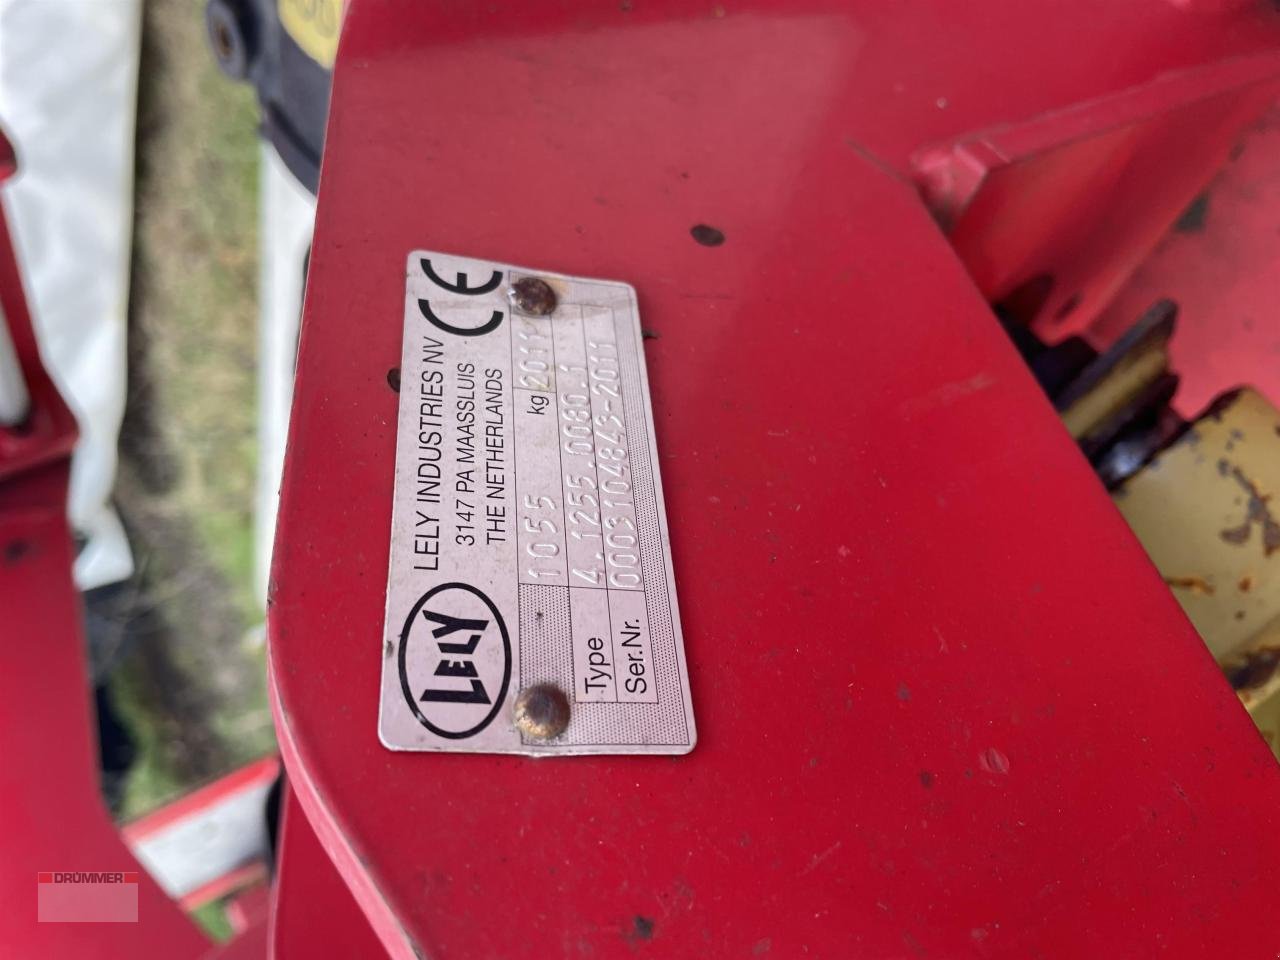 LELY
LELY INDUSTRIES NV
3147 PA MAASSLUIS
THE NETHERLANDS
CE
1055 kg 2011
Type 4.1255.0080.1
Ser.Nr. 0003104843-2011
DRÜMMER